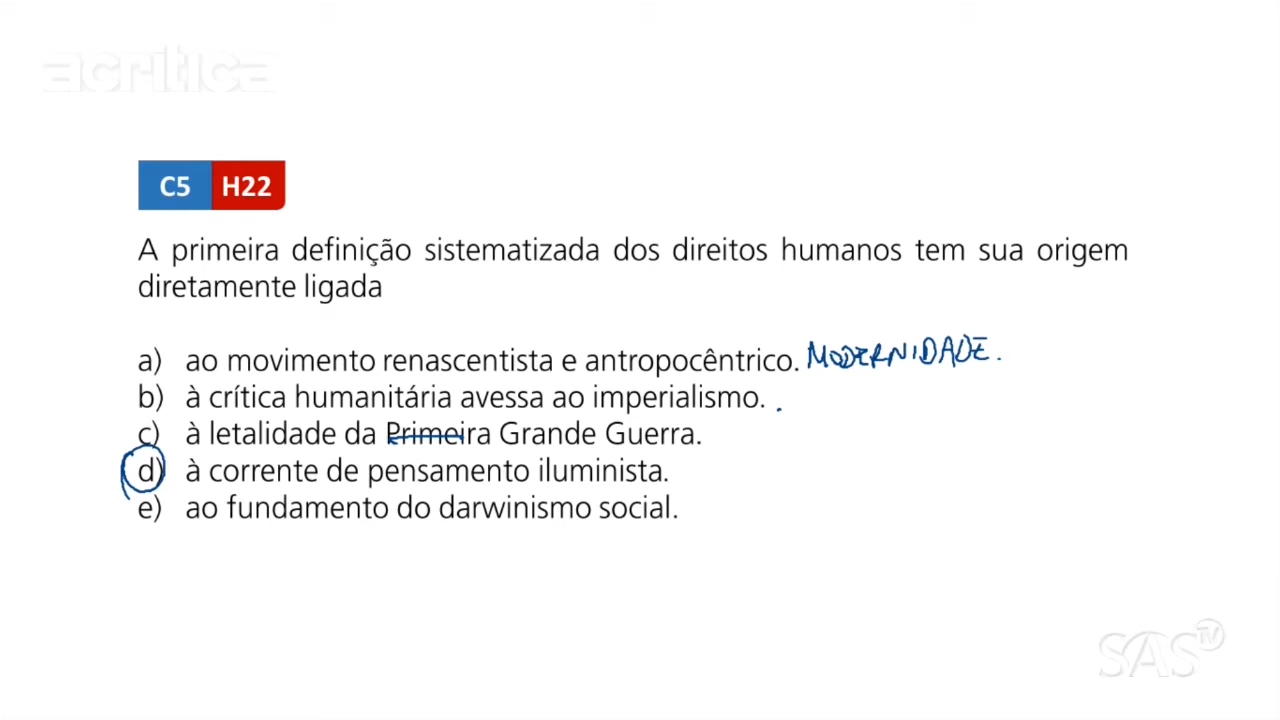 acrítica
C5 H22
A primeira definição sistematizada dos direitos humanos tem sua origem
diretamente ligada
a) ao movimento renascentista e antropocêntrico. MODERNIDADE.
b) à crítica humanitária avessa ao imperialismo.
c) à letalidade da Primeira Grande Guerra.
d) à corrente de pensamento iluminista.
e) ao fundamento do darwinismo social.
SAS TV